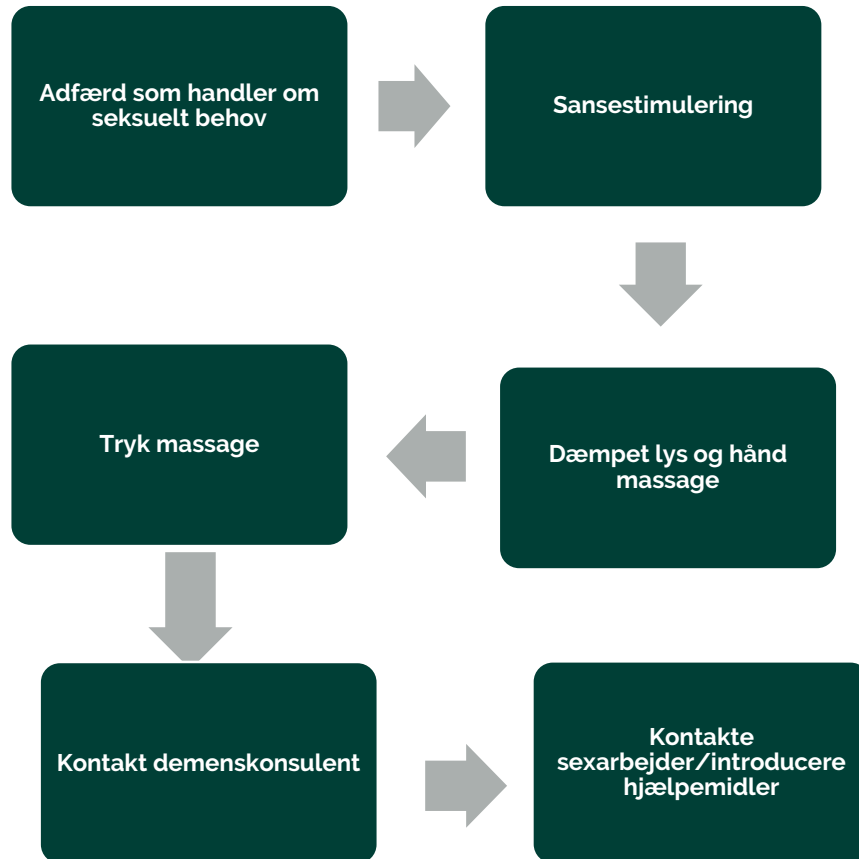 Adfærd som handler om
seksuelt behov
Sansestimulering
Dæmpet lys og hånd
massage
Tryk massage
Kontakt demenskonsulent
Kontakte
sexarbejder/introducere
hjælpemidler